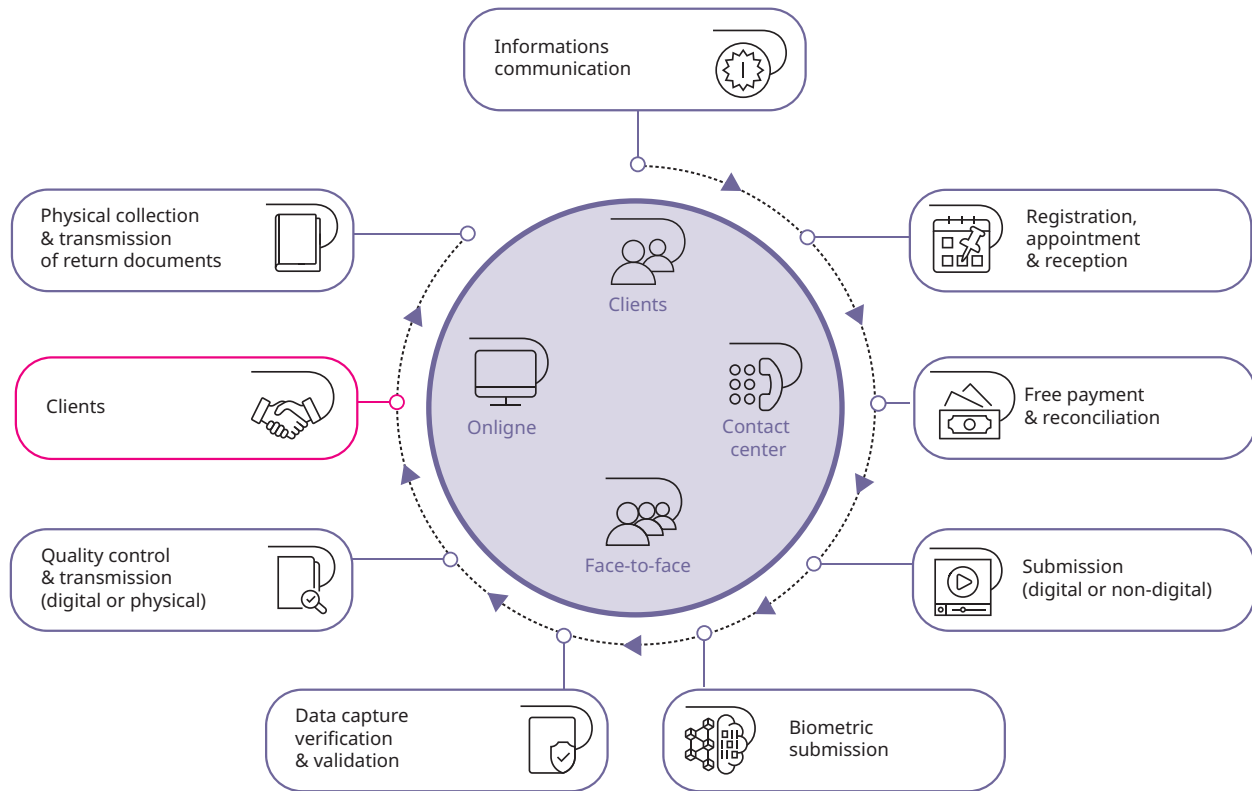 Informations
communication
Registration,
appointment
& reception
Free payment
& reconciliation
Submission
(digital or non-digital)
Biometric
submission
Data capture
verification
& validation
Quality control
& transmission
(digital or physical)
Clients
Physical collection
& transmission
of return documents
Clients
Onligne
Contact
center
Face-to-face